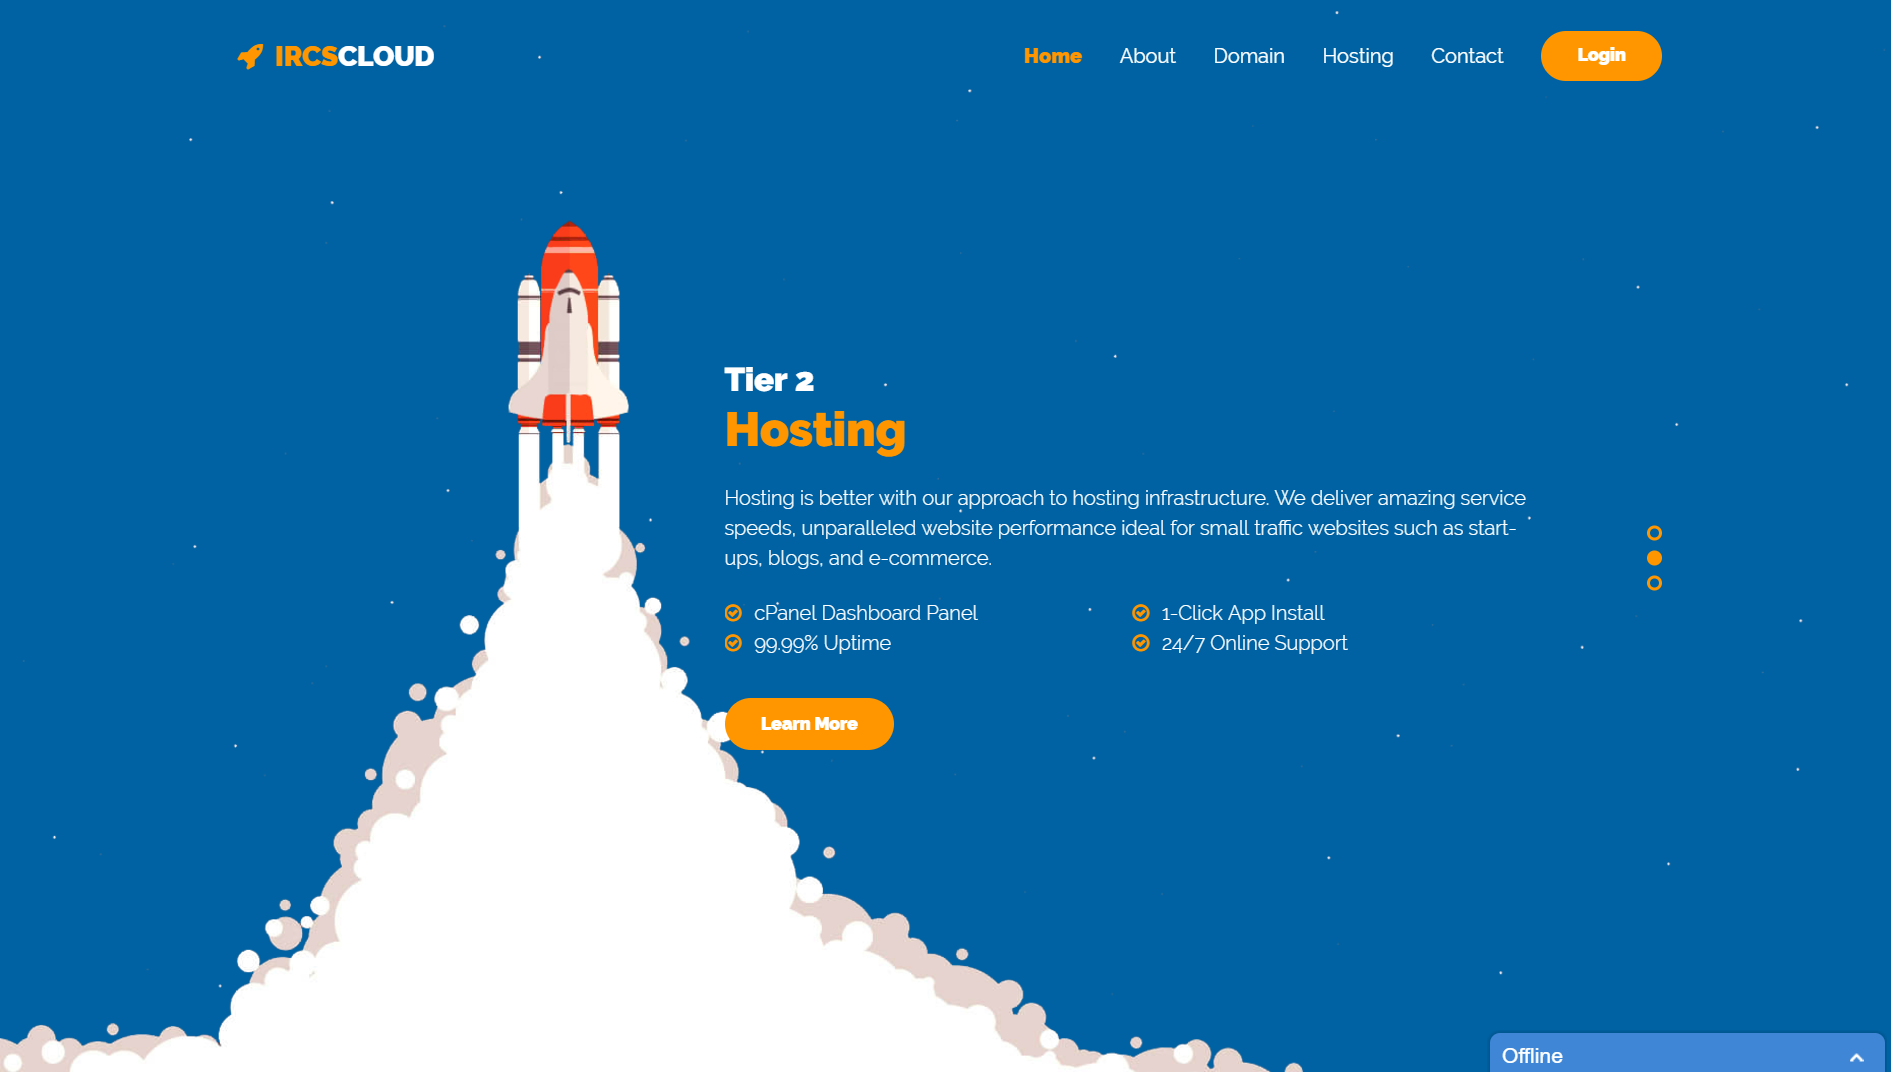 IRCSCLOUD
Home About Domain Hosting Contact Login
Tier 2
Hosting
Hosting is better with our approach to hosting infrastructure. We deliver amazing service
speeds, unparalleled website performance ideal for small traffic websites such as start-
ups, blogs, and e-commerce.
cPanel Dashboard Panel 1-Click App Install
99.99% Uptime 24/7 Online Support
Learn More
Offline